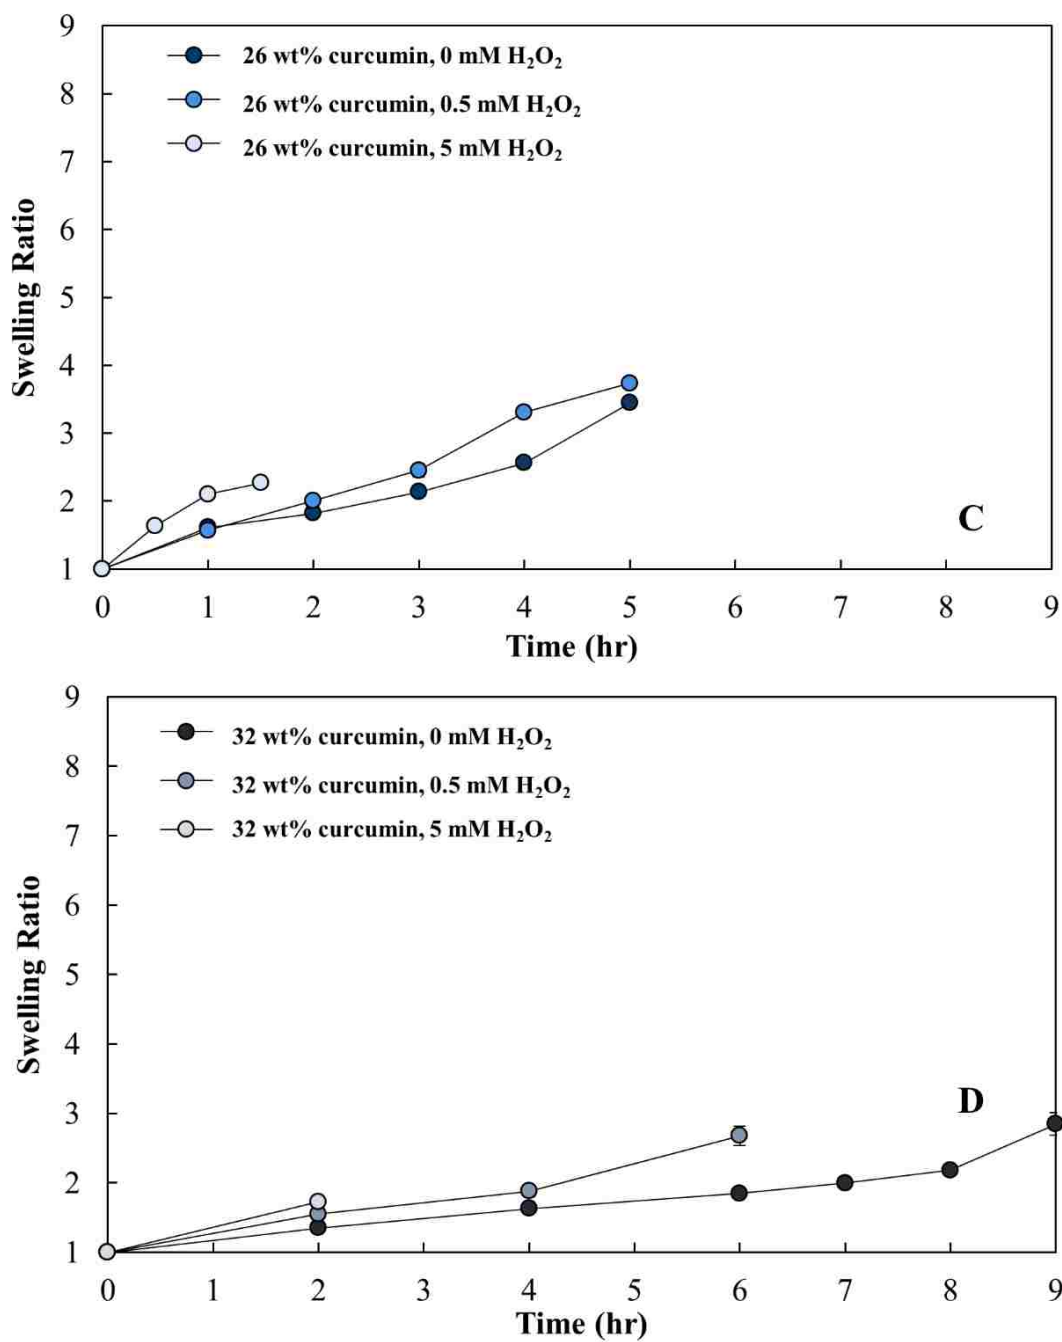 9
8
7
6
5
4
3
2
1
Swelling Ratio
26 wt% curcumin, 0 mM H₂O₂
26 wt% curcumin, 0.5 mM H₂O₂
26 wt% curcumin, 5 mM H₂O₂
C
0 1 2 3 4 5 6 7 8 9
Time (hr)
9
8
7
6
5
4
3
2
1
Swelling Ratio
32 wt% curcumin, 0 mM H₂O₂
32 wt% curcumin, 0.5 mM H₂O₂
32 wt% curcumin, 5 mM H₂O₂
D
0 1 2 3 4 5 6 7 8 9
Time (hr)